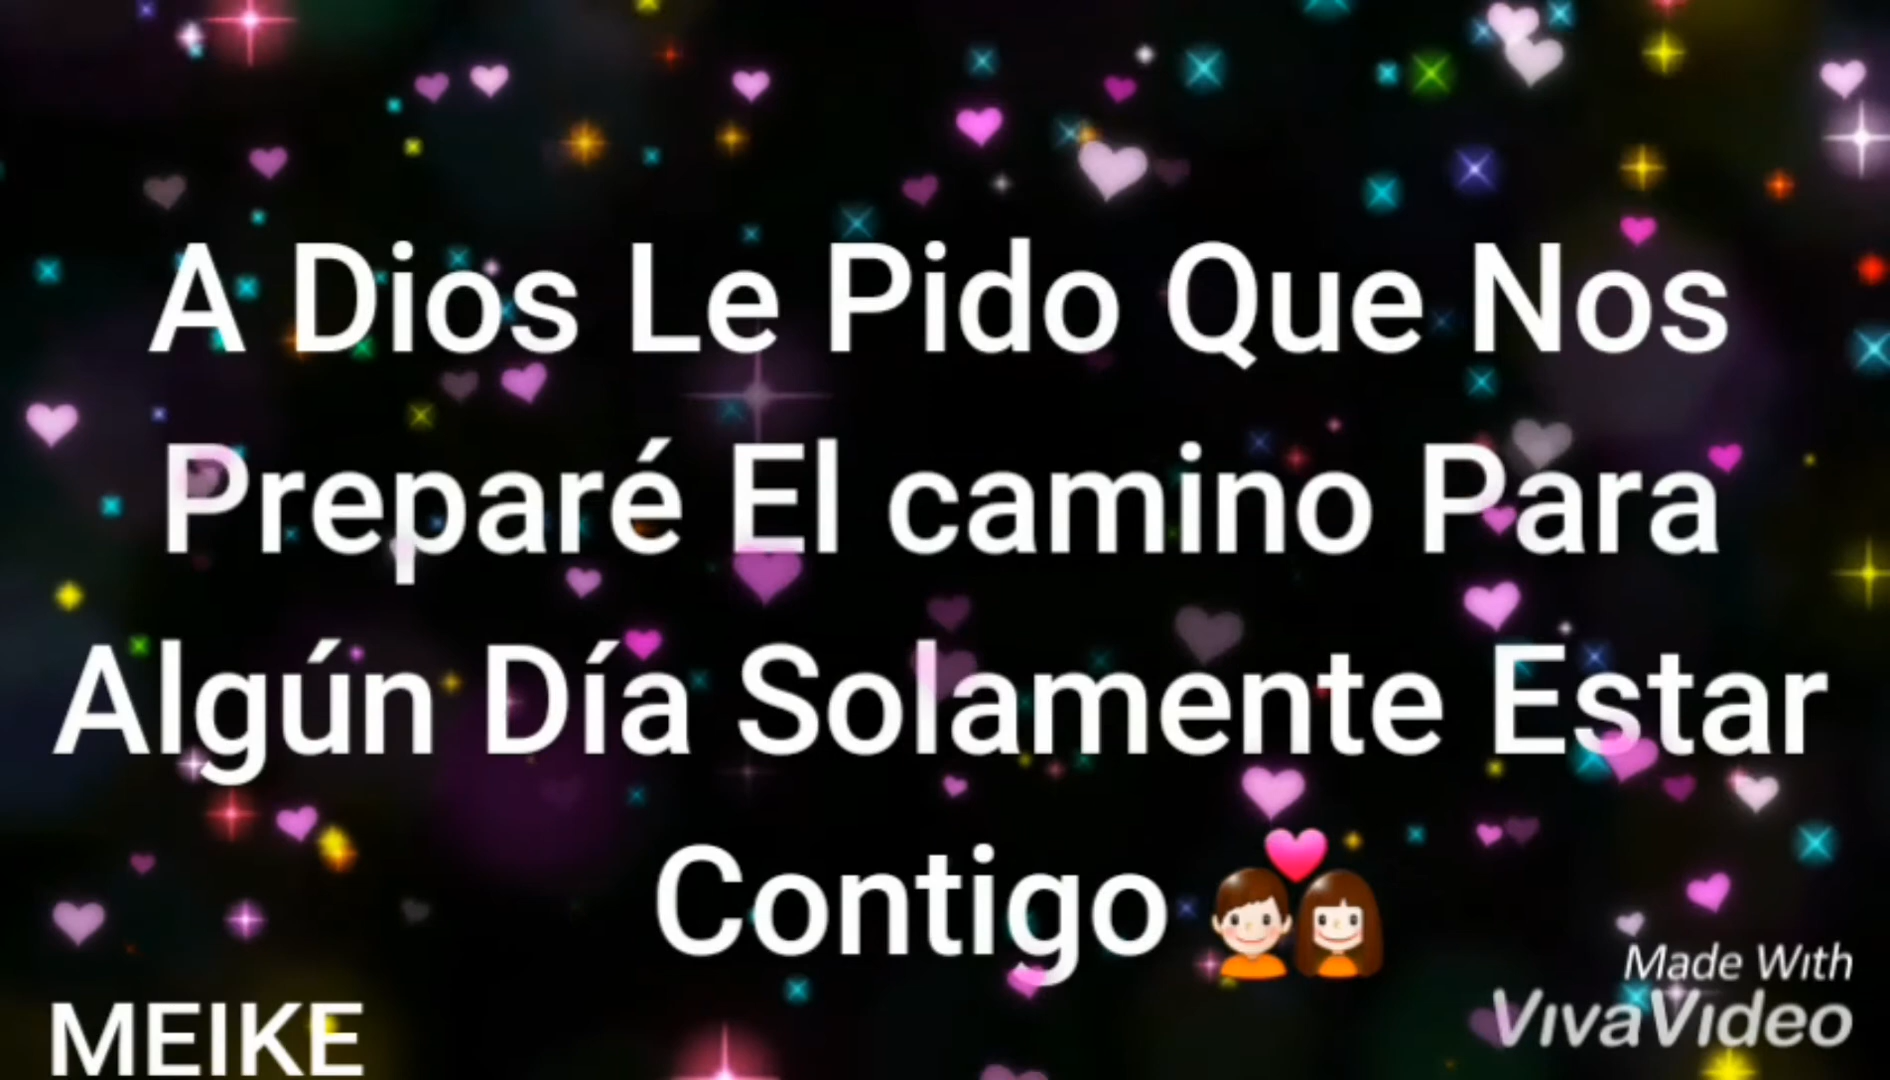 A Dios Le Pido Que Nos
Preparé El camino Para
Algún Día Solamente Estar
Contigo 💑
MEIKE
Made With
VivaVideo